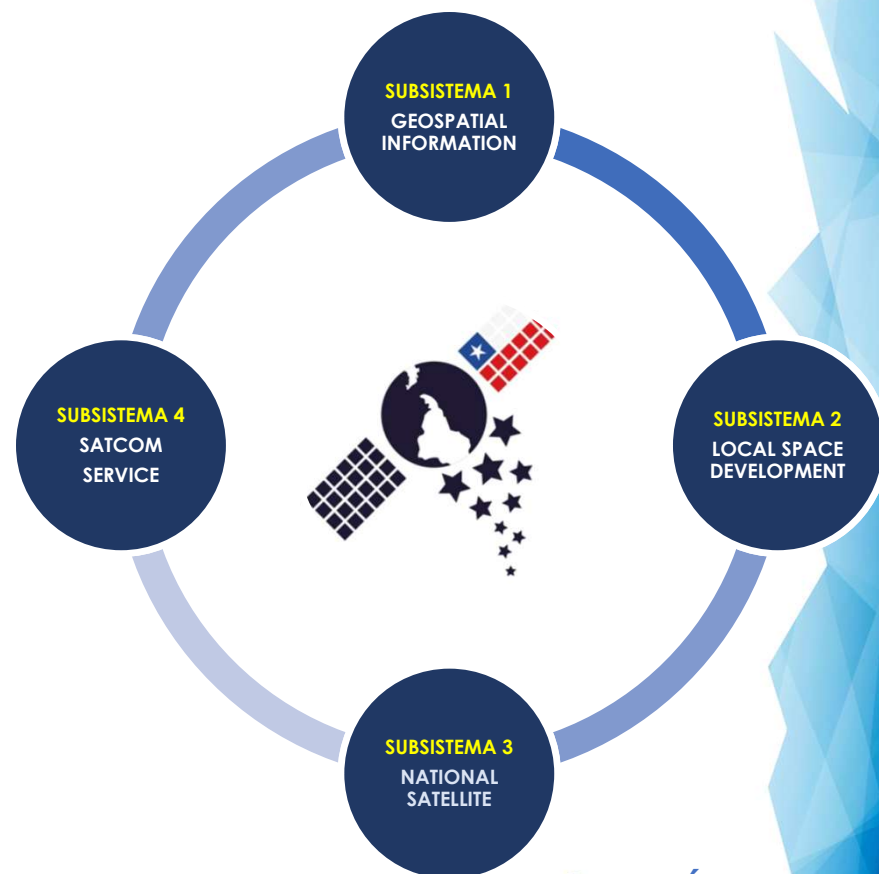 SUBSISTEMA 1
GEOSPATIAL
INFORMATION
SUBSISTEMA 4
SATCOM
SERVICE
SUBSISTEMA 2
LOCAL SPACE
DEVELOPMENT
SUBSISTEMA 3
NATIONAL
SATELLITE